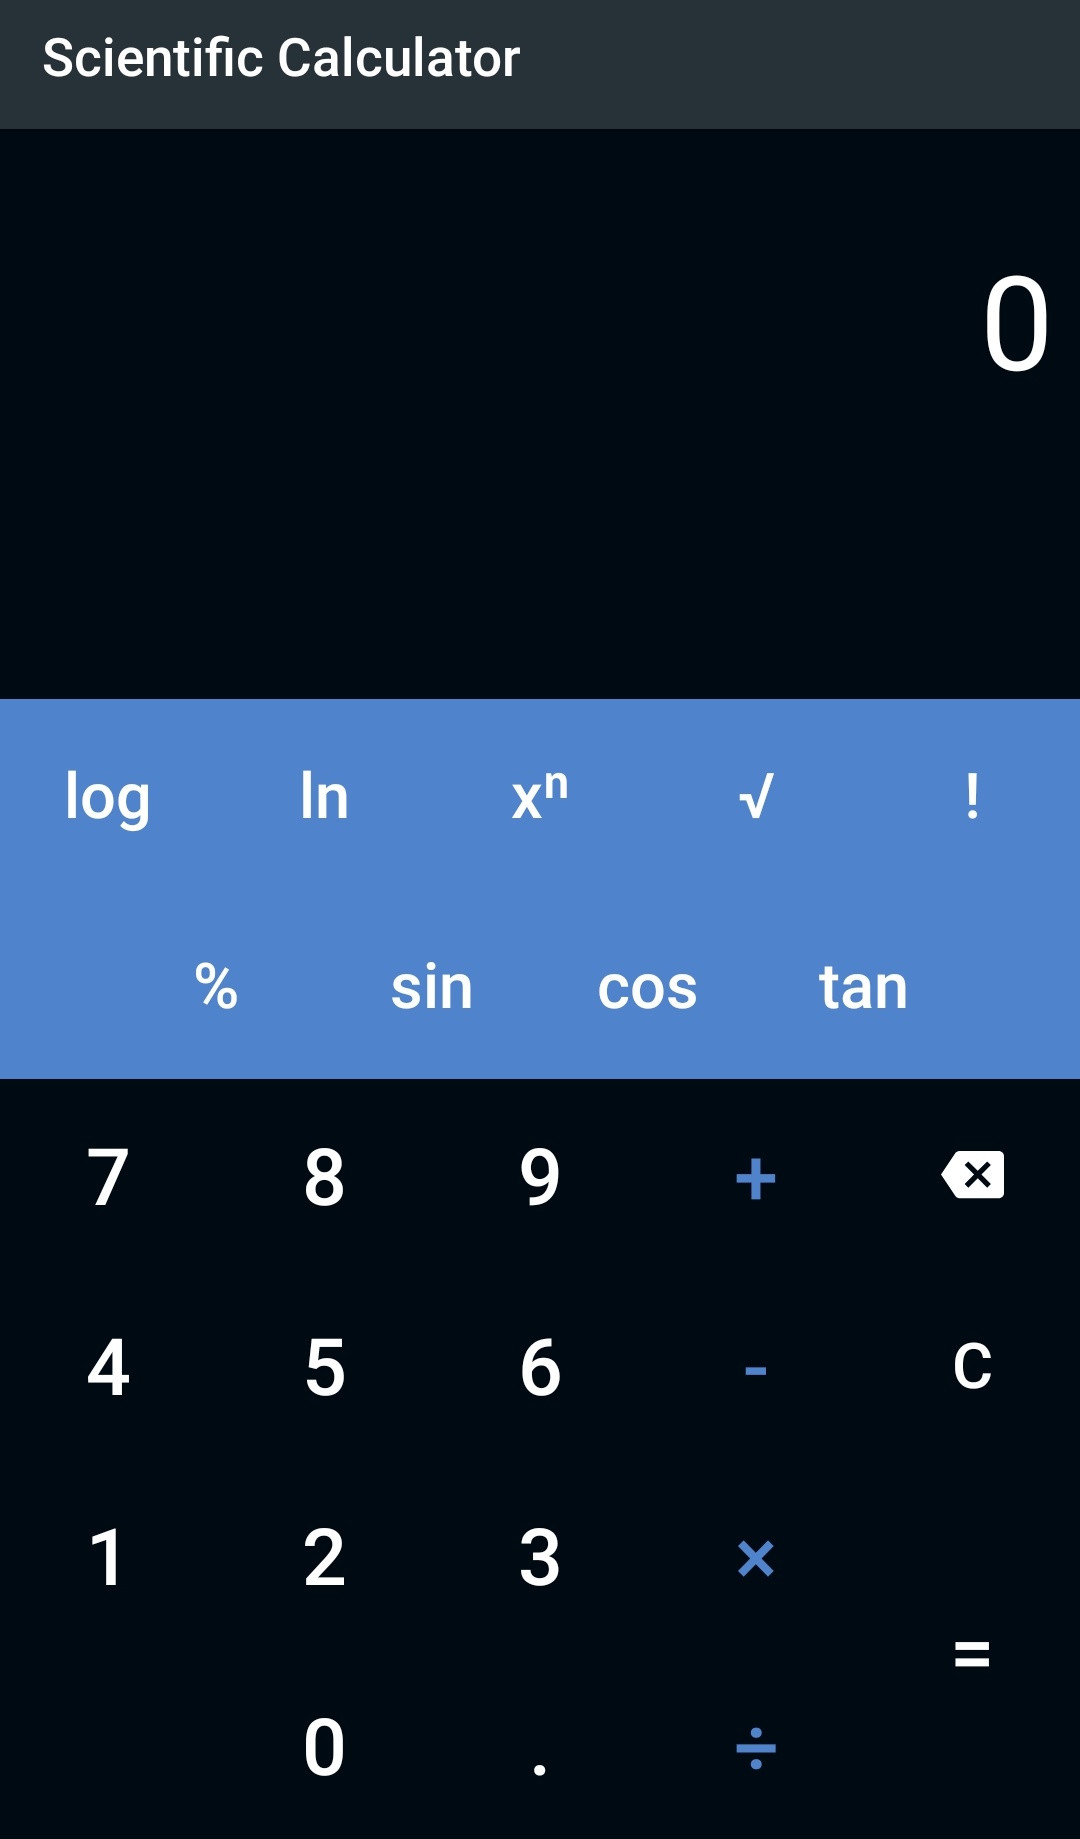 Scientific Calculator
0
log ln xⁿ √ !
% sin cos tan
7 8 9 +
4 5 6 - C
1 2 3 ×
=
0 . ÷